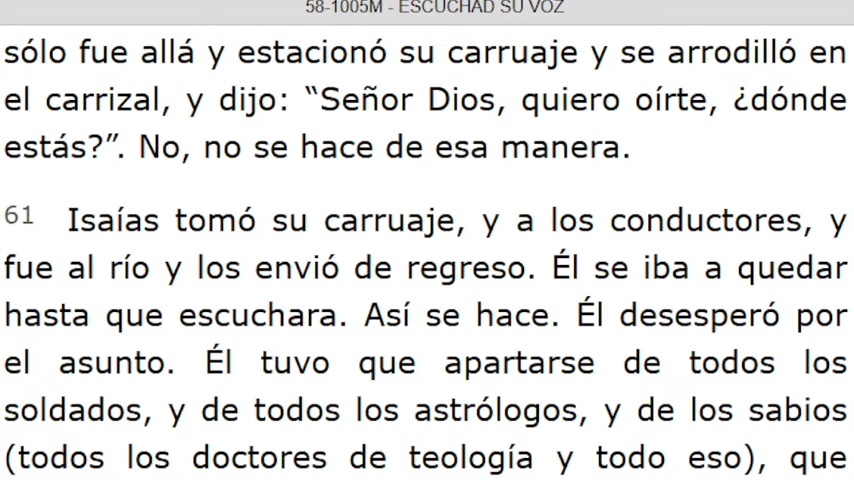 58-1005M - ESCUCHAD SU VOZ
sólo fue allá y estacionó su carruaje y se arrodilló en
el carrizal, y dijo: “Señor Dios, quiero oírte, ¿dónde
estás?”. No, no se hace de esa manera.
61 Isaías tomó su carruaje, y a los conductores, y
fue al río y los envió de regreso. Él se iba a quedar
hasta que escuchara. Así se hace. Él desesperó por
el asunto. Él tuvo que apartarse de todos los
soldados, y de todos los astrólogos, y de los sabios
(todos los doctores de teología y todo eso), que